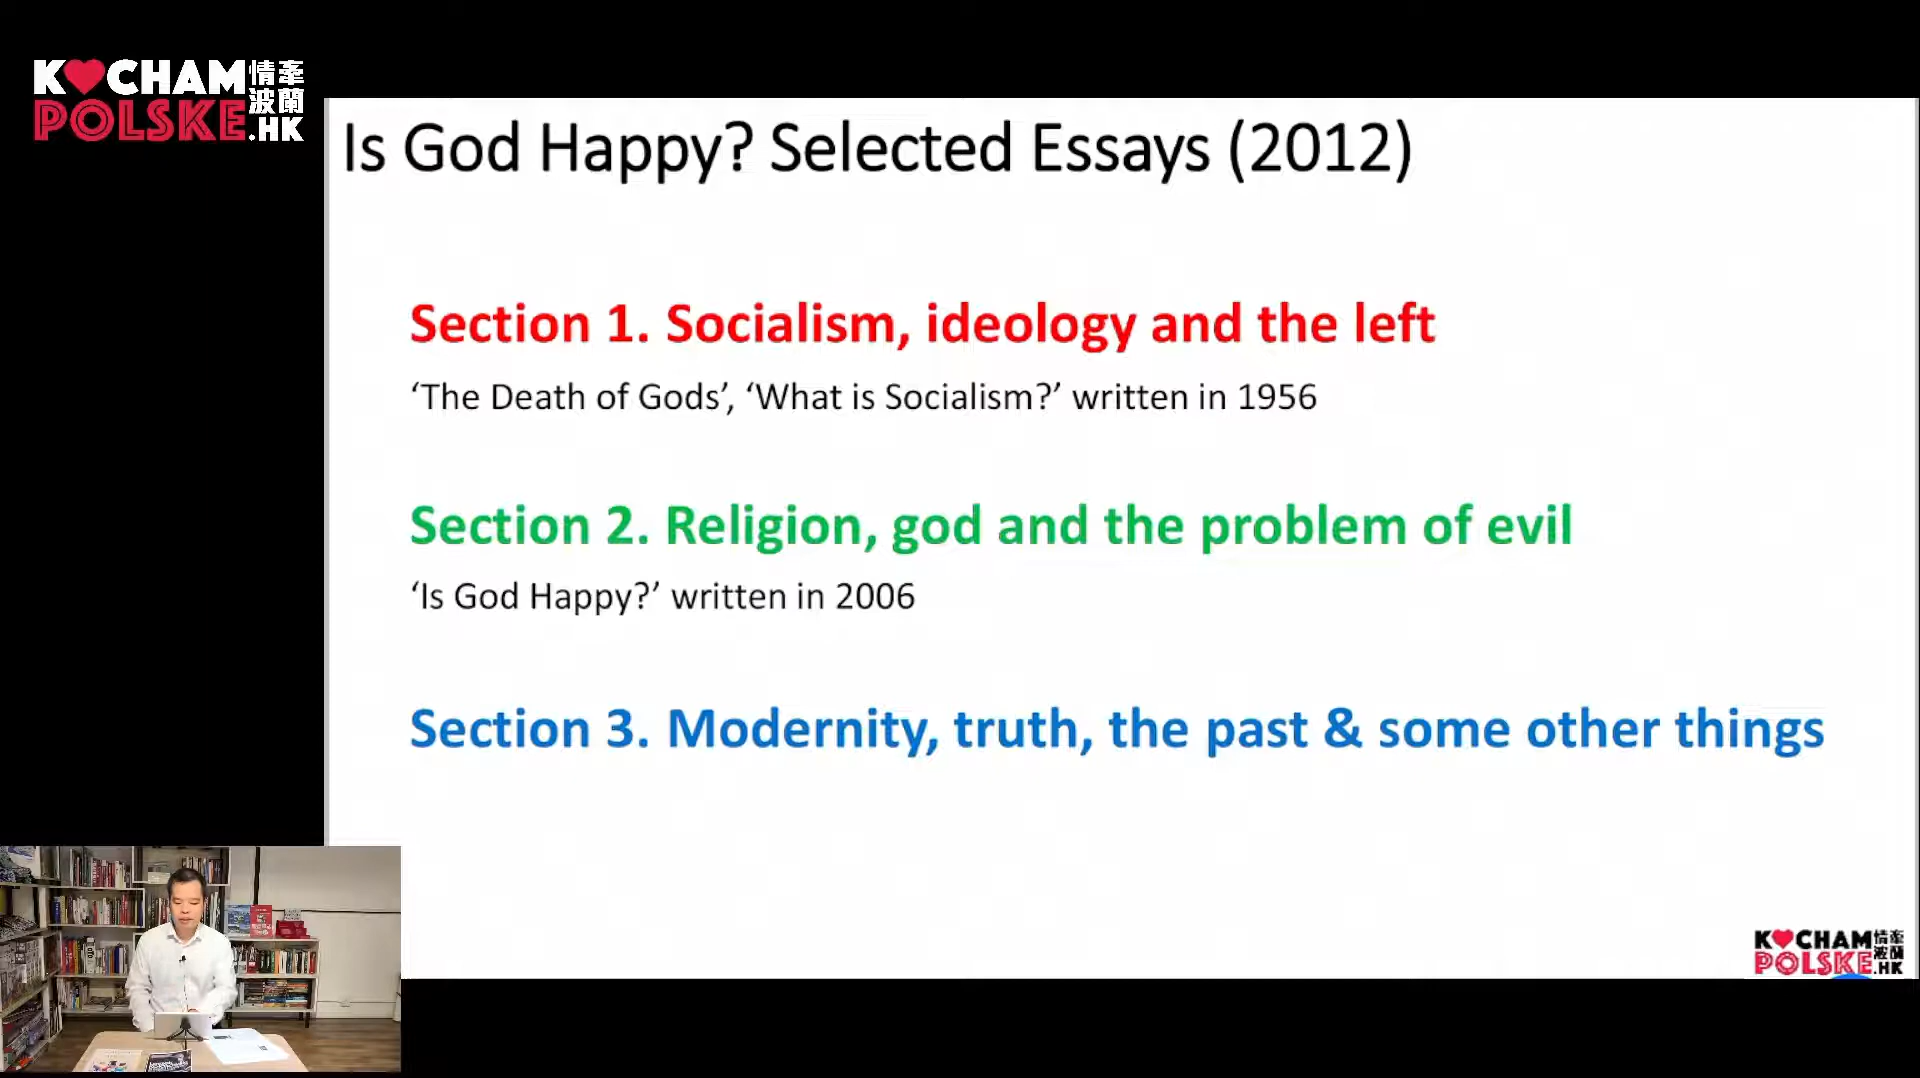 K CHAM 情牽
POLSKE 波蘭
.HK
Is God Happy? Selected Essays (2012)
Section 1. Socialism, ideology and the left
‘The Death of Gods’, ‘What is Socialism?’ written in 1956
Section 2. Religion, god and the problem of evil
‘Is God Happy?’ written in 2006
Section 3. Modernity, truth, the past & some other things
K CHAM 情牽
POLSKE 波蘭
.HK